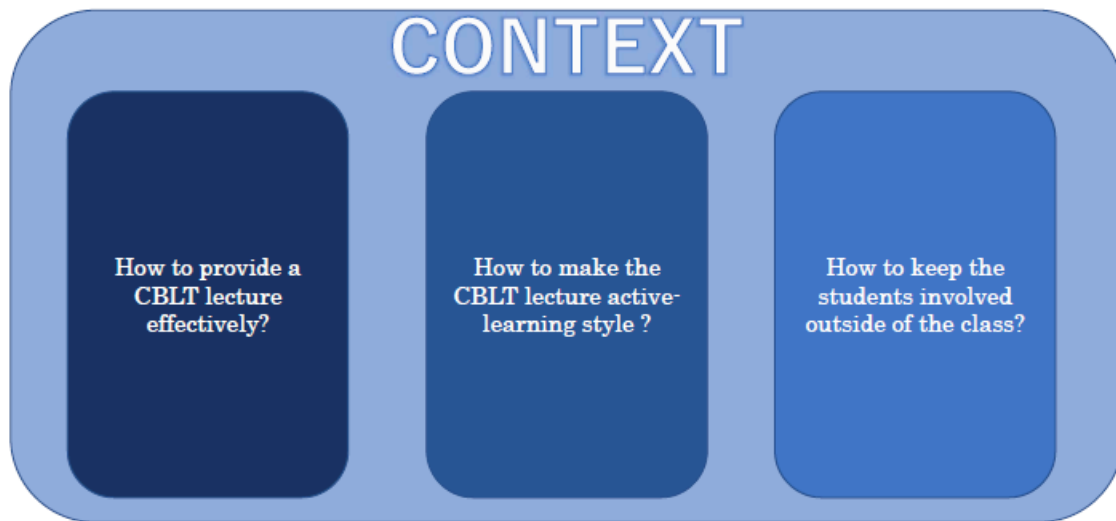 CONTEXT
How to provide a
CBLT lecture
effectively?
How to make the
CBLT lecture active-
learning style ?
How to keep the
students involved
outside of the class?